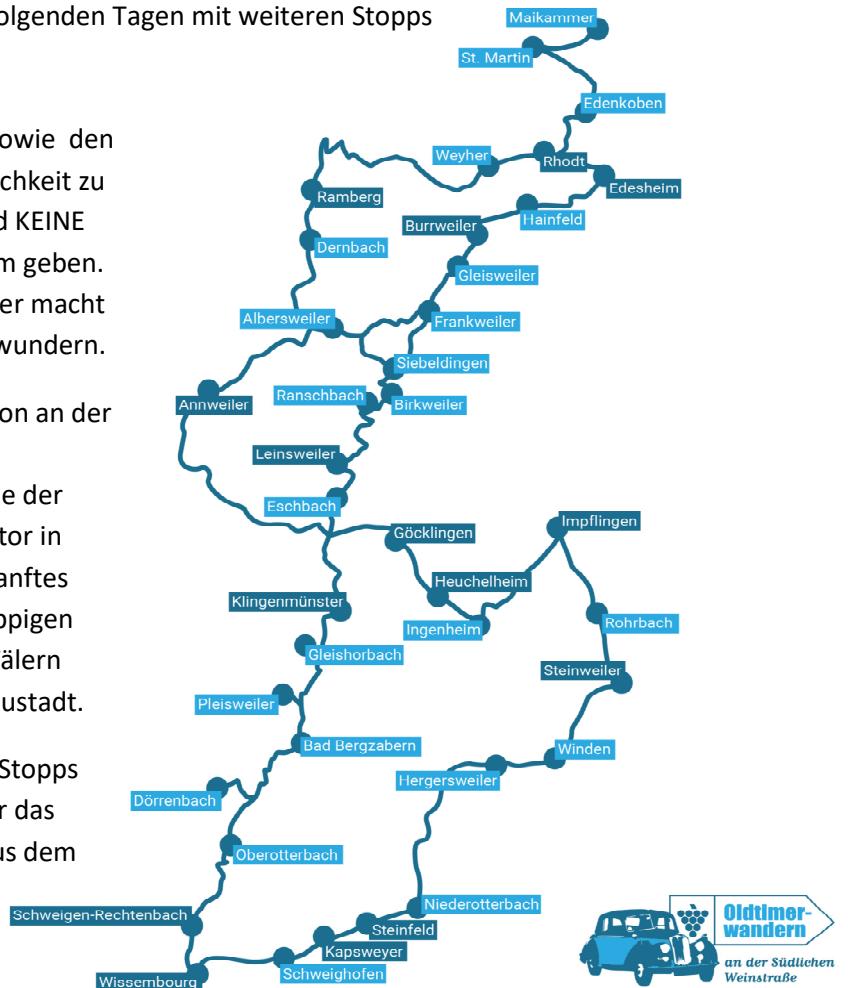 olgenden Tagen mit weiteren Stopps
owie den
ichkeit zu
d KEINE
m geben.
er macht
wundern.
on an der
e der
tor in
anftes
ppigen
älern
ustadt.
Stopps
r das
us dem
Maikammer
St. Martin
Edenkoben
Weyher
Rhodt
Edesheim
Ramberg
Hainfeld
Burrweiler
Dernbach
Gleisweiler
Albersweiler
Frankweiler
Siebeldingen
Ranschbach
Birkweiler
Annweiler
Leinsweiler
Eschbach
Göcklingen
Impflingen
Heuchelheim
Klingenmünster
Ingenheim
Rohrbach
Gleishorbach
Steinweiler
Pleisweiler
Bad Bergzabern
Winden
Hergersweiler
Dörrenbach
Oberotterbach
Niederotterbach
Schweigen-Rechtenbach
Steinfeld
Kapsweyer
Schweighofen
Wissembourg
Oldtimer-
wandern
an der Südlichen
Weinstraße